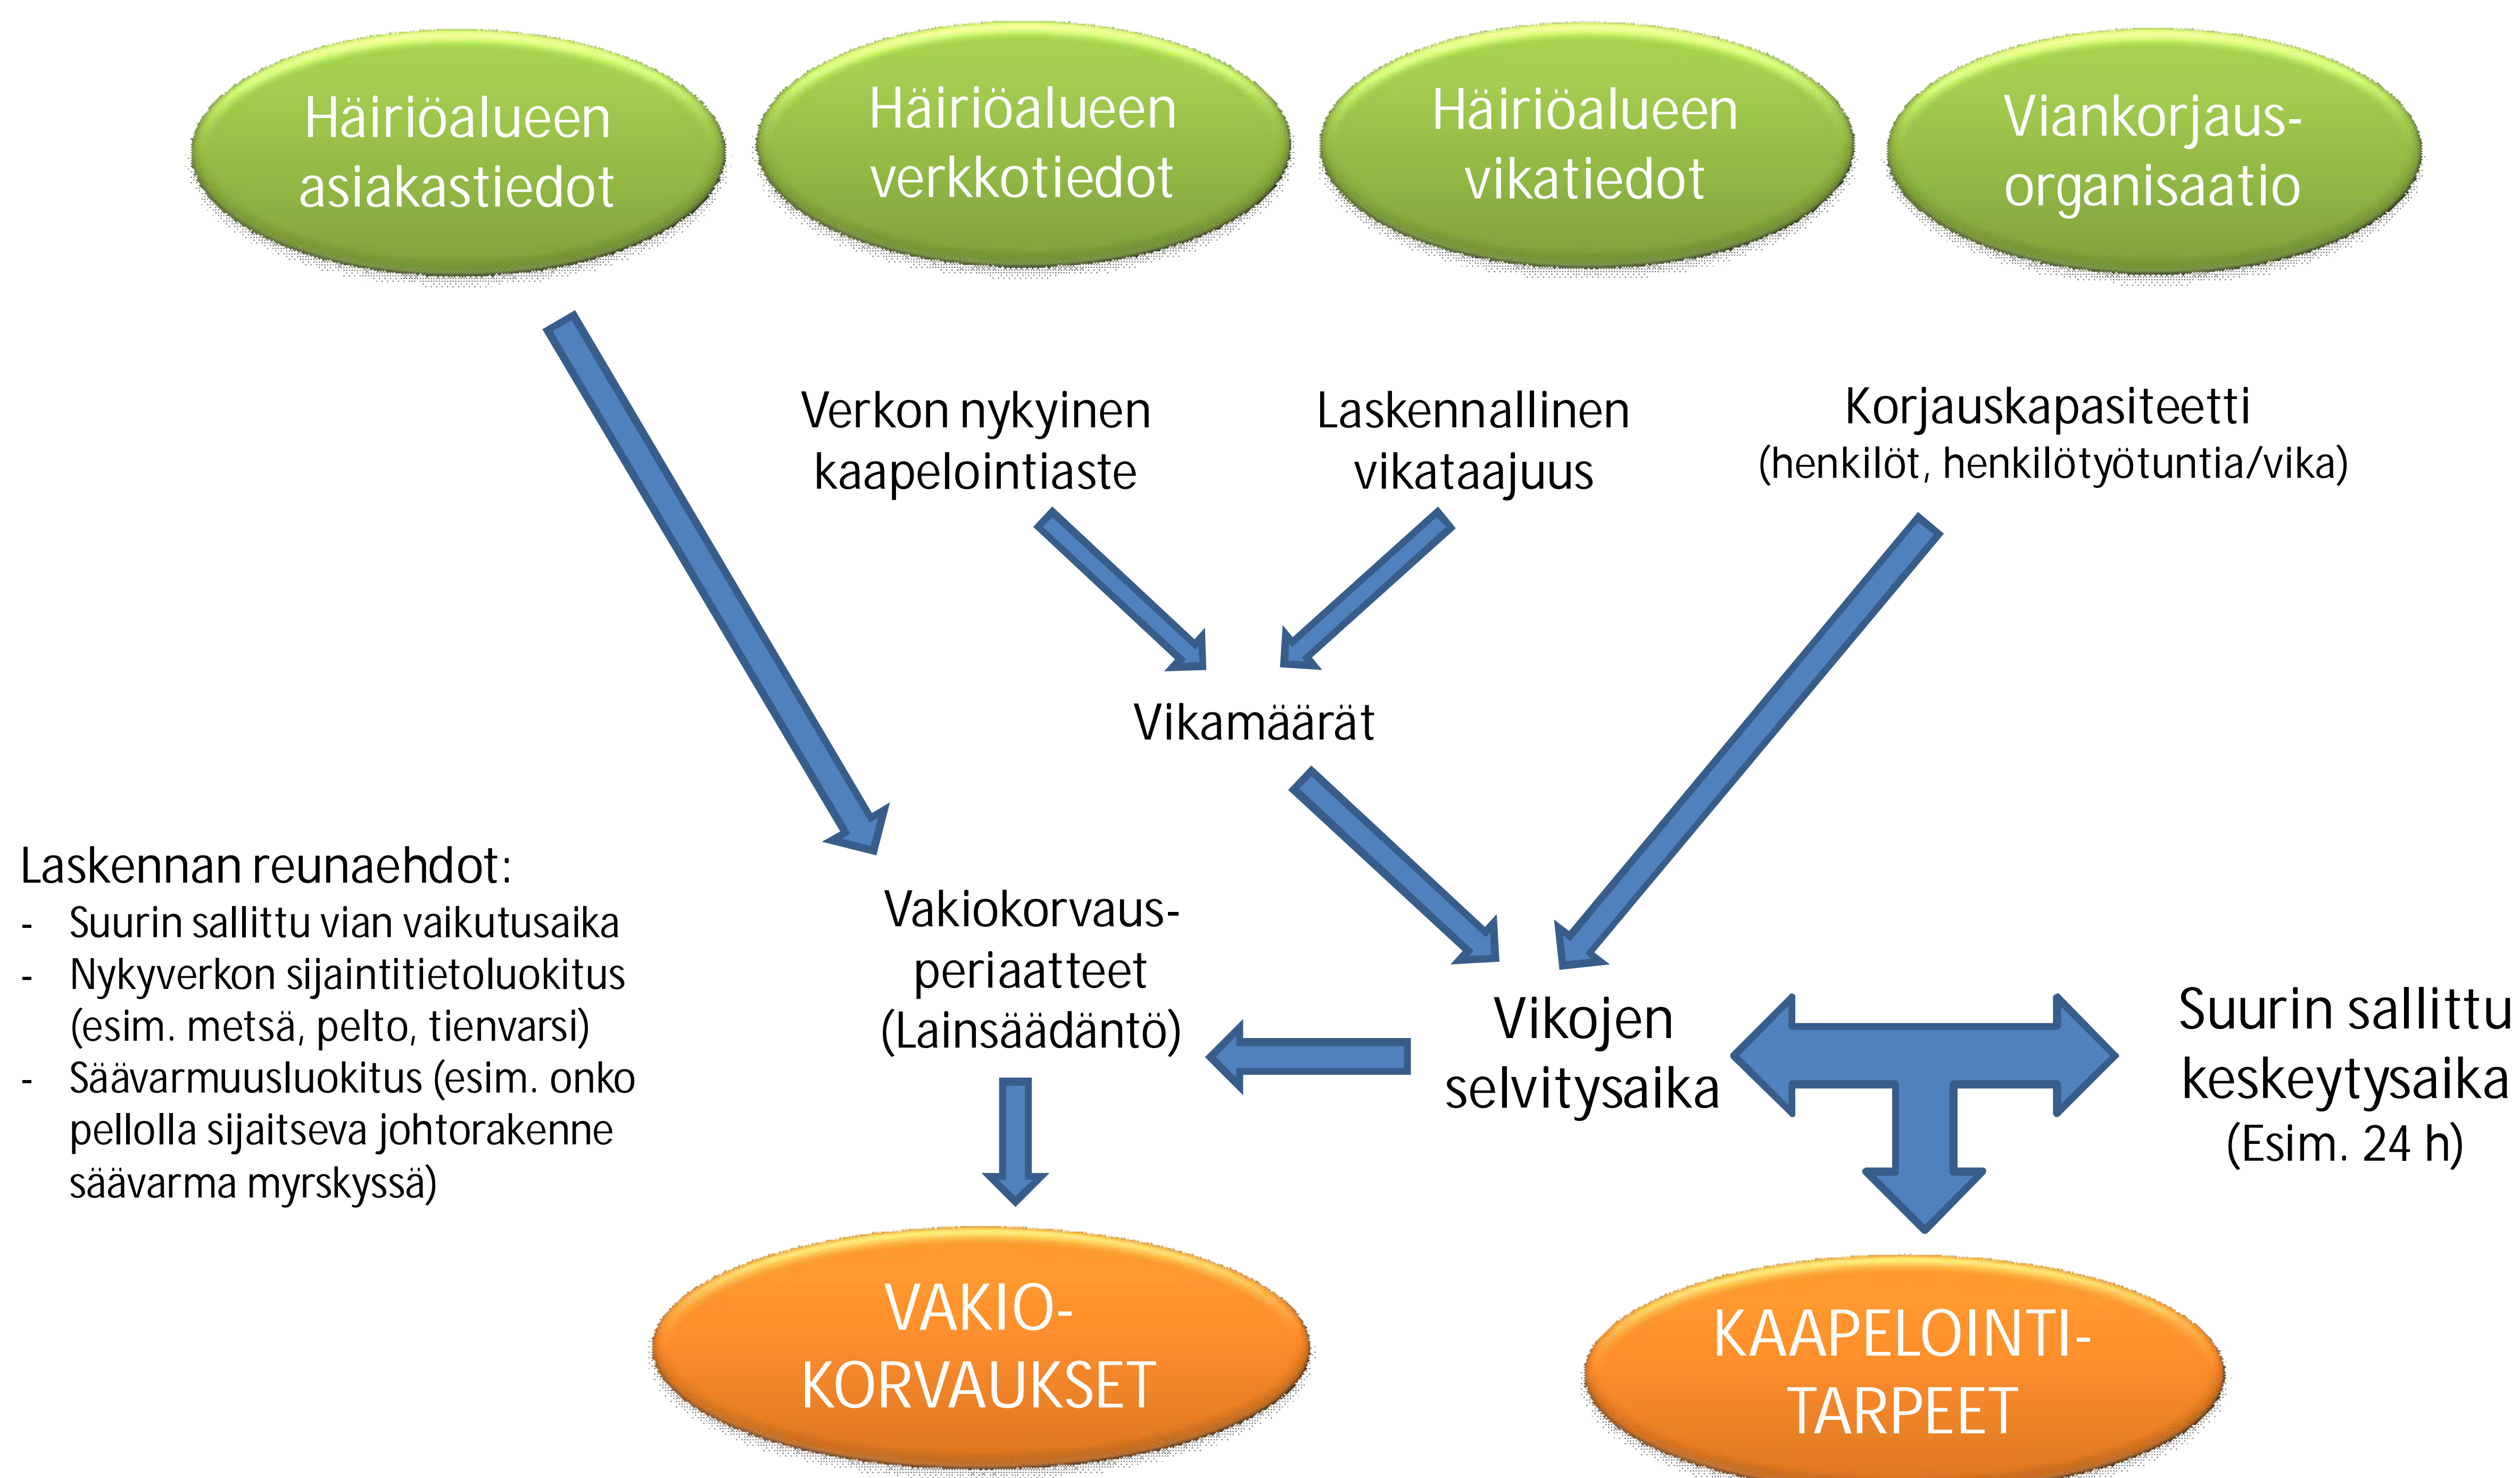 Häiriöalueen
asiakastiedot
Häiriöalueen
verkkotiedot
Häiriöalueen
vikatiedot
Viankorjaus-
organisaatio
Verkon nykyinen
kaapelointiaste
Laskennallinen
vikataajuus
Korjauskapasiteetti
(henkilöt, henkilötyötuntia/vika)
Vikamäärät
Laskennan reunaehdot:
- Suurin sallittu vian vaikutusaika
- Nykyverkon sijaintitietoluokitus
(esim. metsä, pelto, tienvarsi)
- Säävarmuusluokitus (esim. onko
pellolla sijaitseva johtorakenne
säävarma myrskyssä)
Vakiokorvaus-
periaatteet
(Lainsäädäntö)
Vikojen
selvitysaika
Suurin sallittu
keskeytysaika
(Esim. 24 h)
VAKIO-
KORVAUKSET
KAAPELOINTI-
TARPEET